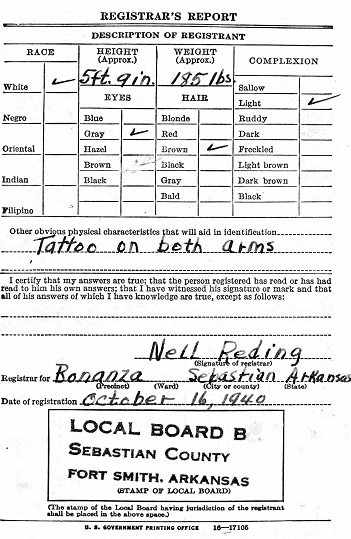 REGISTRAR'S REPORT
DESCRIPTION OF REGISTRANT
RACE HEIGHT (Approx.) WEIGHT (Approx.) COMPLEXION
5 ft. 9 in. 185 lbs.
White ✓ EYES HAIR Sallow
Light ✓
Negro Blue Blonde Ruddy
Gray ✓ Red Dark
Oriental Hazel Brown ✓ Freckled
Brown Black Light brown
Indian Black Gray Dark brown
Bald Black
Filipino
Other obvious physical characteristics that will aid in identification
Tattoo on both arms
I certify that my answers are true; that the person registered has read or has had
read to him his own answers; that I have witnessed his signature or mark and that
all of his answers of which I have knowledge are true, except as follows:
Nell Reding
(Signature of registrar)
Registrar for Bonanza Sebastian Arkansas
(Precinct) (Ward) (City or county) (State)
Date of registration October 16, 1940
LOCAL BOARD B
SEBASTIAN COUNTY
FORT SMITH, ARKANSAS
(STAMP OF LOCAL BOARD)
(The stamp of the Local Board having jurisdiction of the registrant
shall be placed in the above space.)
U. S. GOVERNMENT PRINTING OFFICE 16—17105